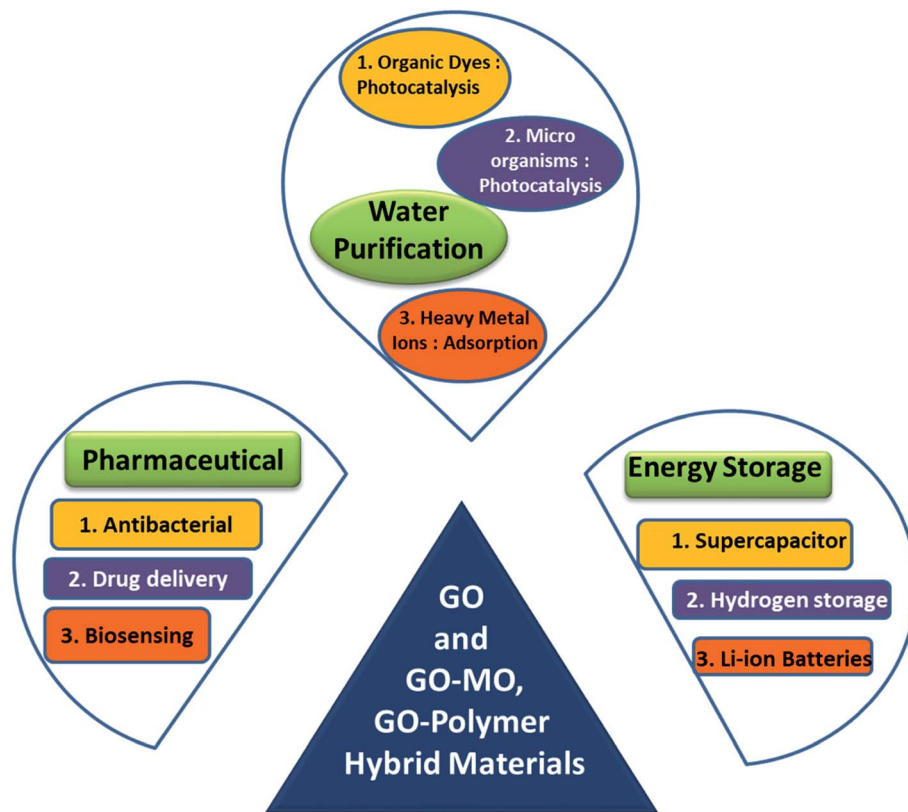 1. Organic Dyes :
Photocatalysis
2. Micro
organisms :
Photocatalysis
Water
Purification
3. Heavy Metal
Ions : Adsorption
Pharmaceutical
1. Antibacterial
2. Drug delivery
3. Biosensing
Energy Storage
1. Supercapacitor
2. Hydrogen storage
3. Li-ion Batteries
GO
and
GO-MO,
GO-Polymer
Hybrid Materials